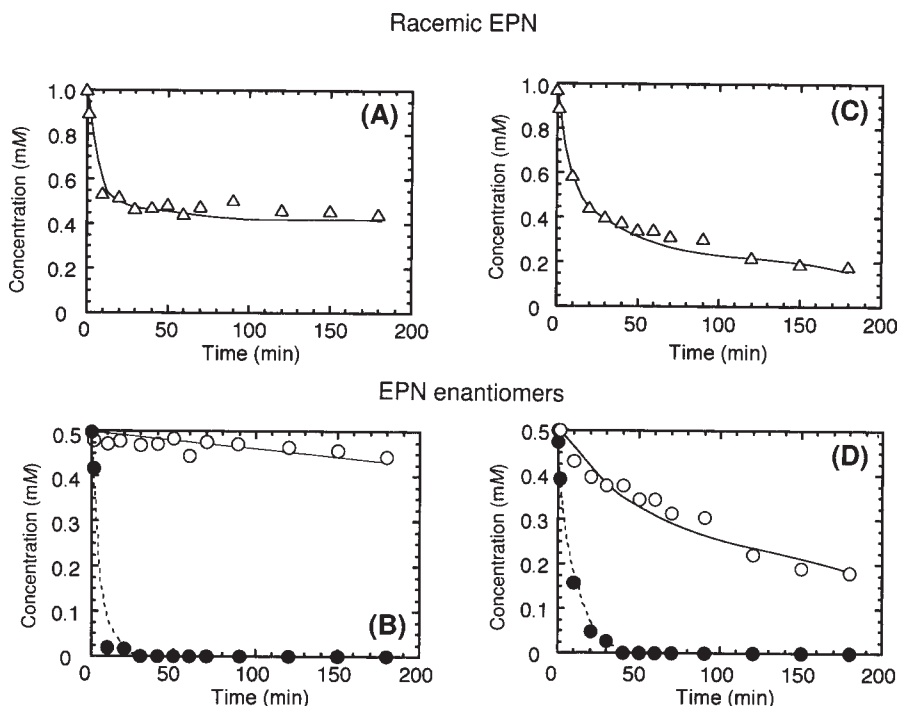 Racemic EPN
(A)
Concentration (mM)
1.0
0.8
0.6
0.4
0.2
0
0 50 100 150 200
Time (min)
(C)
Concentration (mM)
1.0
0.8
0.6
0.4
0.2
0
0 50 100 150 200
Time (min)
EPN enantiomers
(B)
Concentration (mM)
0.5
0.4
0.3
0.2
0.1
0
0 50 100 150 200
Time (min)
(D)
Concentration (mM)
0.5
0.4
0.3
0.2
0.1
0
0 50 100 150 200
Time (min)